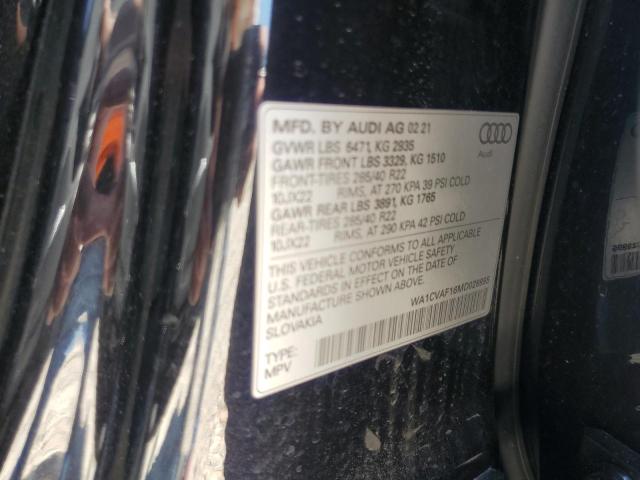 MFD. BY AUDI AG 02 21
GVWR LBS 6471, KG 2935
GAWR FRONT LBS 3329, KG 1510
FRONT-TIRES 285/40 R22
10JX22 RIMS, AT 270 KPA 39 PSI COLD
GAWR REAR LBS 3891, KG 1765
REAR-TIRES 285/40 R22
10JX22 RIMS, AT 290 KPA 42 PSI COLD
THIS VEHICLE CONFORMS TO ALL APPLICABLE
U.S. FEDERAL MOTOR VEHICLE SAFETY
STANDARDS IN EFFECT ON THE DATE OF
MANUFACTURE SHOWN ABOVE.
SLOVAKIA
TYPE:
MPV
Audi